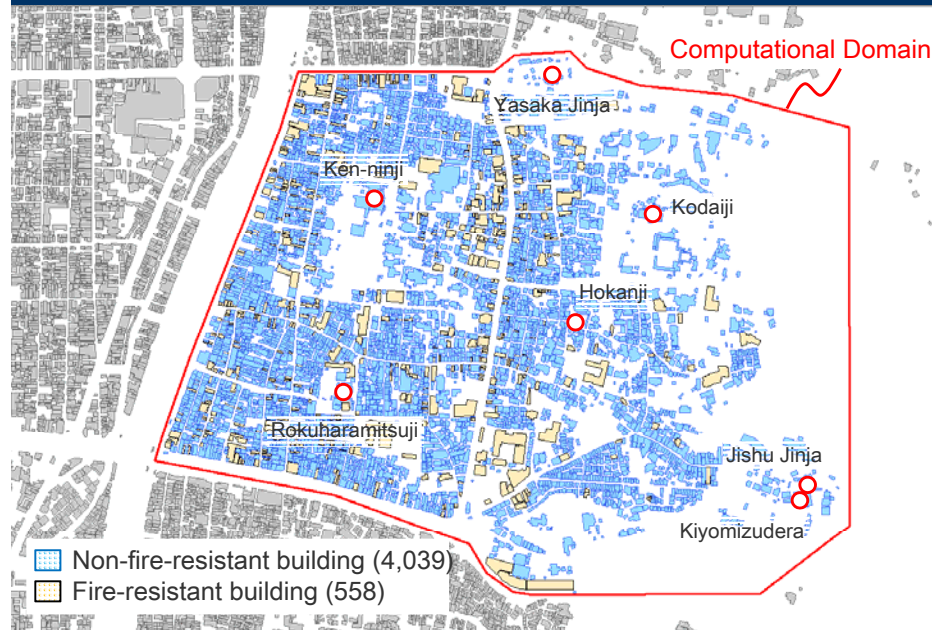 Computational Domain
Yasaka Jinja
Ken-ninji
Kodaiji
Hokanji
Rokuharamitsuji
Jishu Jinja
Kiyomizudera
Non-fire-resistant building (4,039)
Fire-resistant building (558)